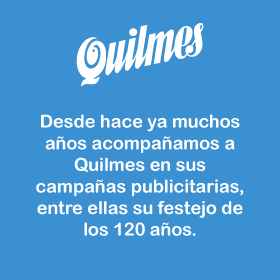 Quilmes
Desde hace ya muchos
años acompañamos a
Quilmes en sus
campañas publicitarias,
entre ellas su festejo de
los 120 años.